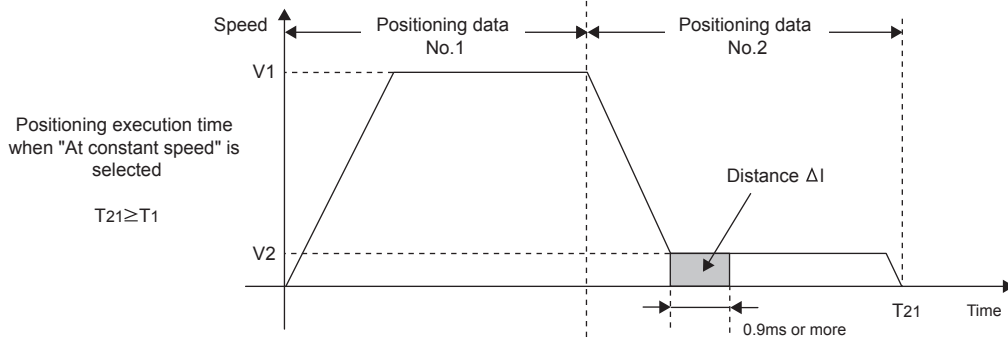 Speed
Positioning data
No.1
Positioning data
No.2
V1
Positioning execution time
when "At constant speed" is
selected
T21≥T1
Distance Δl
V2
T21
Time
0.9ms or more